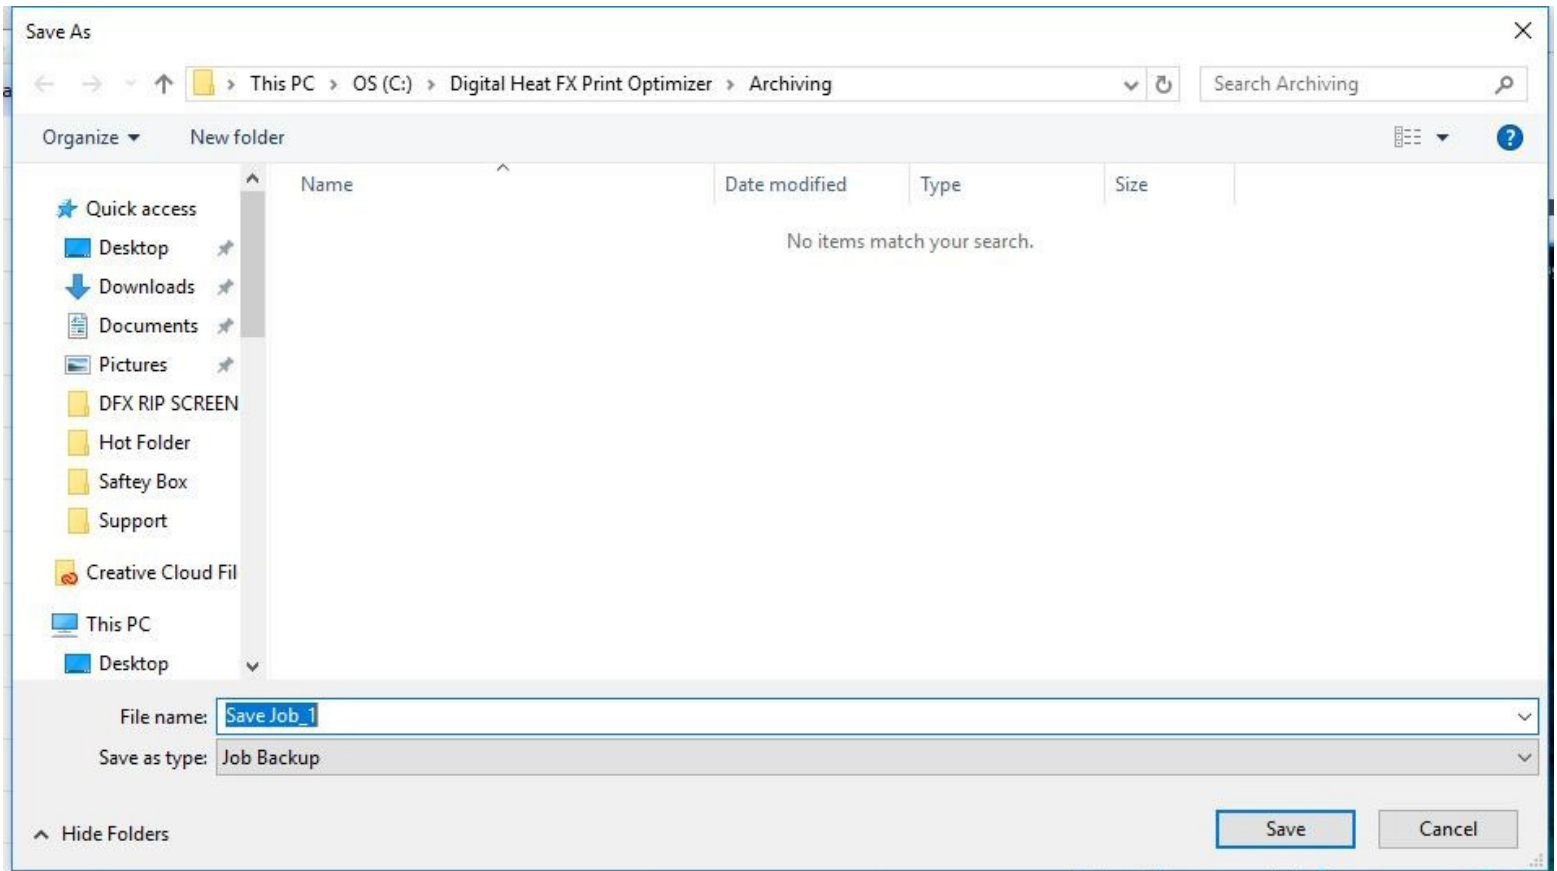 Save As
This PC > OS (C:) > Digital Heat FX Print Optimizer > Archiving
Search Archiving
Organize
New folder
?
Name
Date modified
Type
Size
No items match your search.
Quick access
Desktop
Downloads
Documents
Pictures
DFX RIP SCREEN
Hot Folder
Saftey Box
Support
Creative Cloud Fil
This PC
Desktop
File name: Save Job_1
Save as type: Job Backup
Hide Folders
Save
Cancel